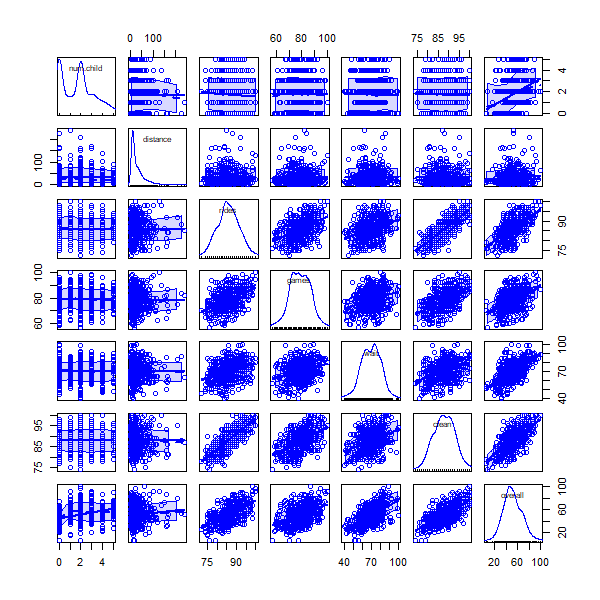 0 100 60 80 100 75 85 95
num.child
0 2 4
distance
0 100
rides
75 90
games
60 80 100
wait
40 70 100
clean
75 85 95
overall
20 60 100
0 2 4 75 90 40 70 100 20 60 100